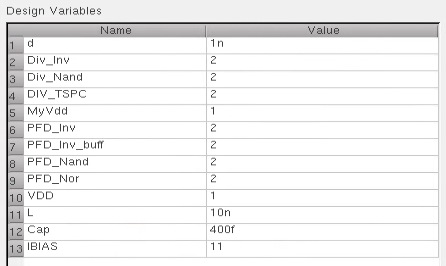 Design Variables
Name Value
1 d 1n
2 Div_Inv 2
3 Div_Nand 2
4 DIV_TSPC 2
5 MyVdd 1
6 PFD_Inv 2
7 PFD_Inv_buff 2
8 PFD_Nand 2
9 PFD_Nor 2
10 VDD 1
11 L 10n
12 Cap 400f
13 IBIAS 11